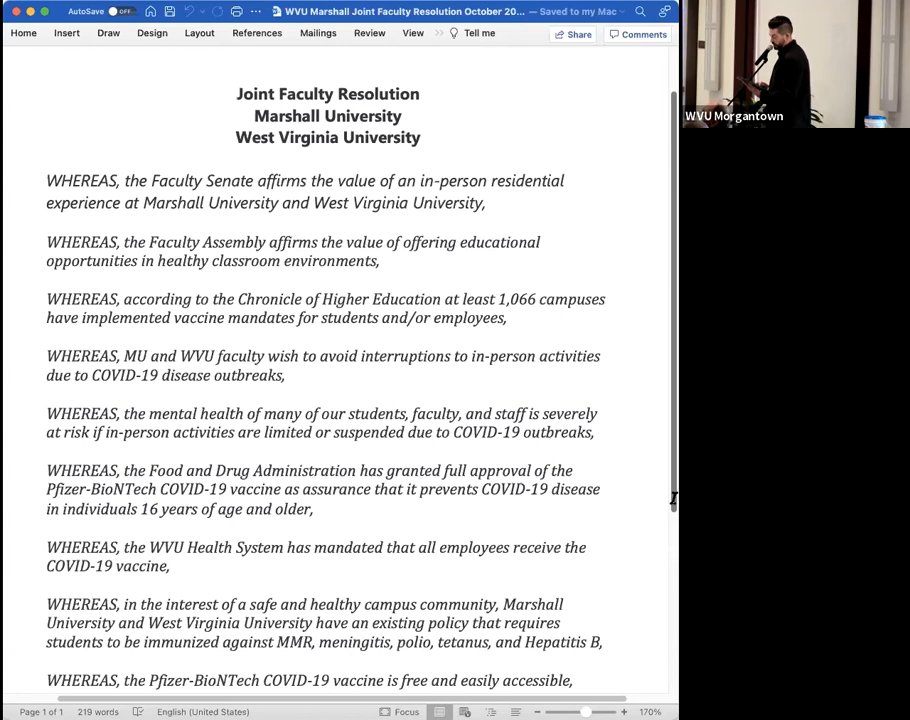 AutoSave OFF WVU Marshall Joint Faculty Resolution October 20... — Saved to my Mac
Home Insert Draw Design Layout References Mailings Review View Tell me Share Comments
Joint Faculty Resolution
Marshall University
West Virginia University
WHEREAS, the Faculty Senate affirms the value of an in-person residential
experience at Marshall University and West Virginia University,
WHEREAS, the Faculty Assembly affirms the value of offering educational
opportunities in healthy classroom environments,
WHEREAS, according to the Chronicle of Higher Education at least 1,066 campuses
have implemented vaccine mandates for students and/or employees,
WHEREAS, MU and WVU faculty wish to avoid interruptions to in-person activities
due to COVID-19 disease outbreaks,
WHEREAS, the mental health of many of our students, faculty, and staff is severely
at risk if in-person activities are limited or suspended due to COVID-19 outbreaks,
WHEREAS, the Food and Drug Administration has granted full approval of the
Pfizer-BioNTech COVID-19 vaccine as assurance that it prevents COVID-19 disease
in individuals 16 years of age and older,
WHEREAS, the WVU Health System has mandated that all employees receive the
COVID-19 vaccine,
WHEREAS, in the interest of a safe and healthy campus community, Marshall
University and West Virginia University have an existing policy that requires
students to be immunized against MMR, meningitis, polio, tetanus, and Hepatitis B,
WHEREAS, the Pfizer-BioNTech COVID-19 vaccine is free and easily accessible,
Page 1 of 1 219 words English (United States) Focus 170%
WVU Morgantown